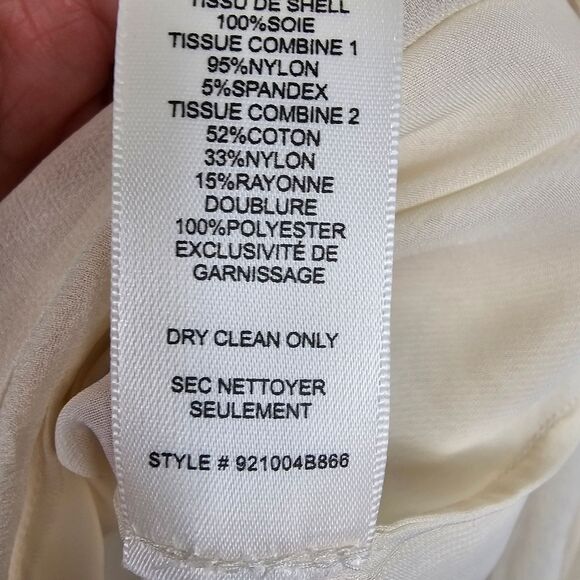 TISSU DE SHELL
100%SOIE
TISSUE COMBINE 1
95%NYLON
5%SPANDEX
TISSUE COMBINE 2
52%COTON
33%NYLON
15%RAYONNE
DOUBLURE
100%POLYESTER
EXCLUSIVITÉ DE
GARNISSAGE
DRY CLEAN ONLY
SEC NETTOYER
SEULEMENT
STYLE # 921004B866